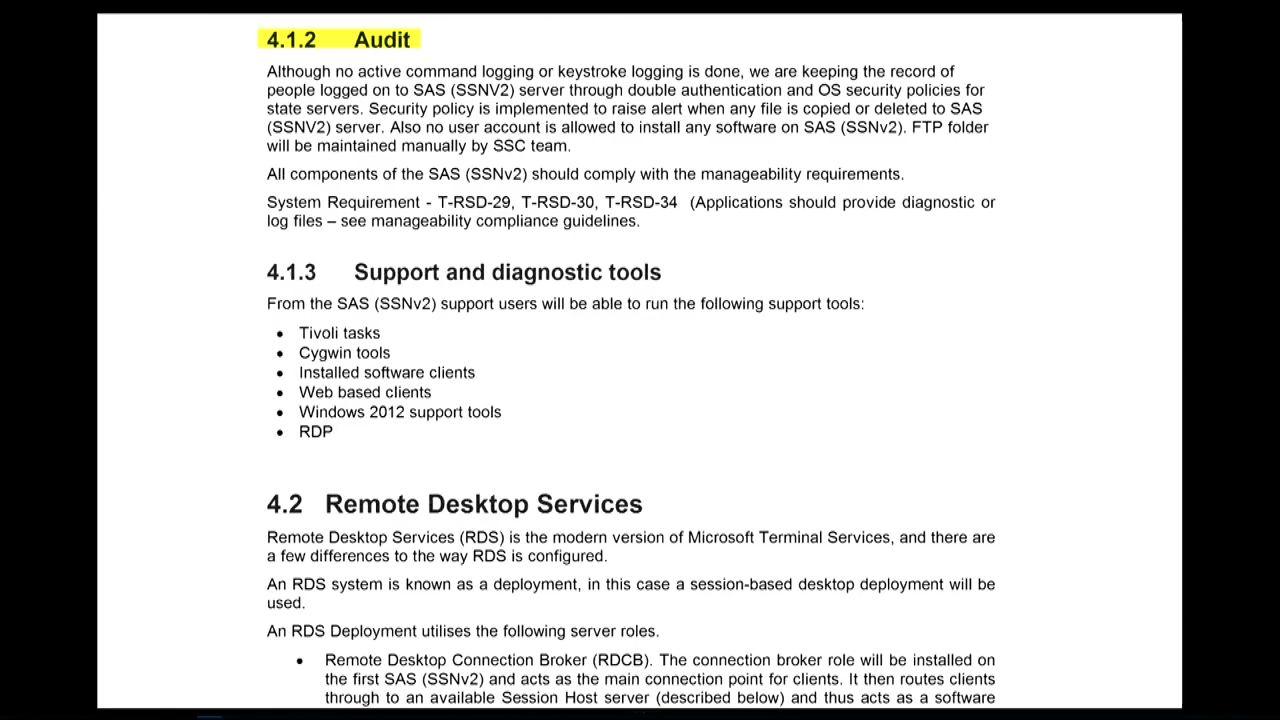 4.1.2 Audit
Although no active command logging or keystroke logging is done, we are keeping the record of
people logged on to SAS (SSNV2) server through double authentication and OS security policies for
state servers. Security policy is implemented to raise alert when any file is copied or deleted to SAS
(SSNV2) server. Also no user account is allowed to install any software on SAS (SSNv2). FTP folder
will be maintained manually by SSC team.
All components of the SAS (SSNv2) should comply with the manageability requirements.
System Requirement - T-RSD-29, T-RSD-30, T-RSD-34 (Applications should provide diagnostic or
log files – see manageability compliance guidelines.
4.1.3 Support and diagnostic tools
From the SAS (SSNv2) support users will be able to run the following support tools:
• Tivoli tasks
• Cygwin tools
• Installed software clients
• Web based clients
• Windows 2012 support tools
• RDP
4.2 Remote Desktop Services
Remote Desktop Services (RDS) is the modern version of Microsoft Terminal Services, and there are
a few differences to the way RDS is configured.
An RDS system is known as a deployment, in this case a session-based desktop deployment will be
used.
An RDS Deployment utilises the following server roles.
• Remote Desktop Connection Broker (RDCB). The connection broker role will be installed on
the first SAS (SSNv2) and acts as the main connection point for clients. It then routes clients
through to an available Session Host server (described below) and thus acts as a software